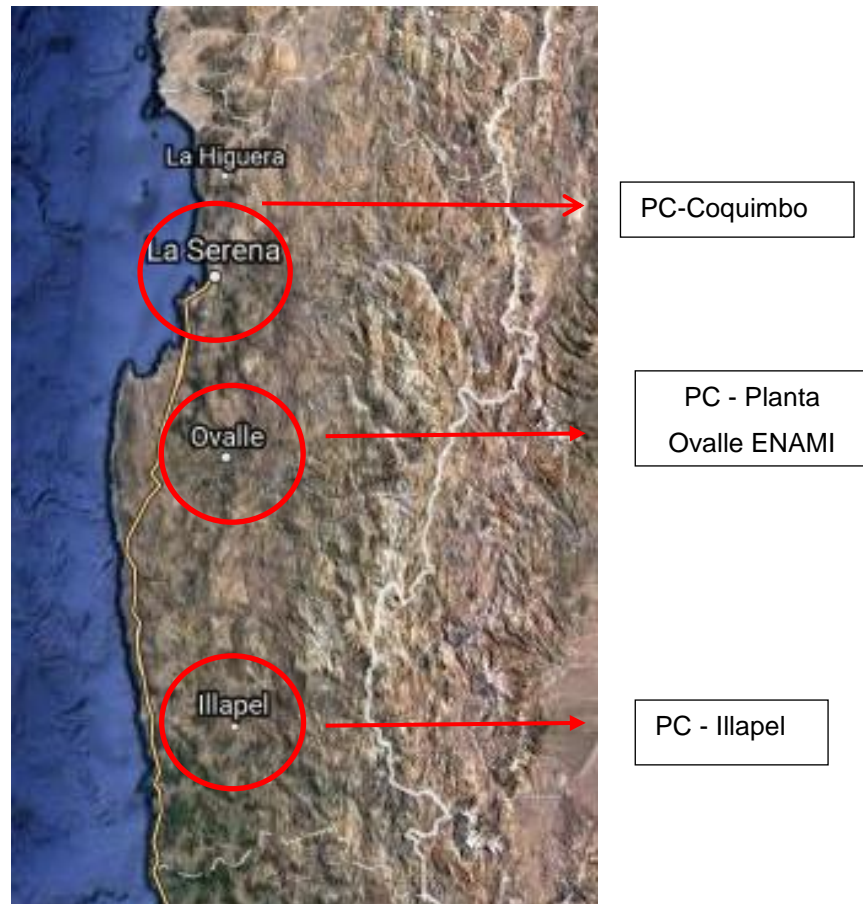 La Higuera
PC-Coquimbo
La Serena
PC - Planta
Ovalle ENAMI
Ovalle
PC - Illapel
Illapel